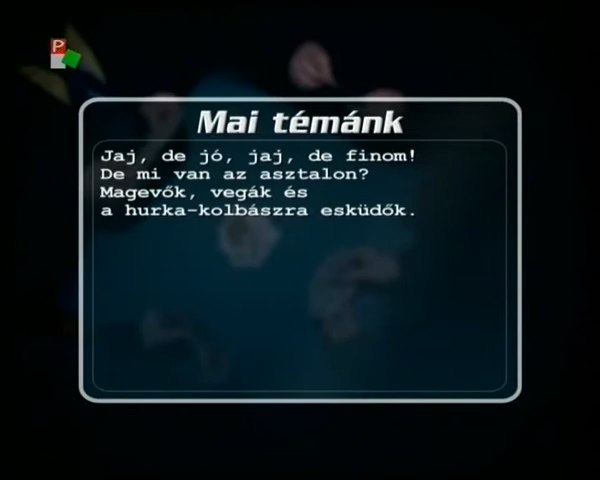 P
Mai témánk
Jaj, de jó, jaj, de finom!
De mi van az asztalon?
Magevők, vegák és
a hurka-kolbászra esküdők.